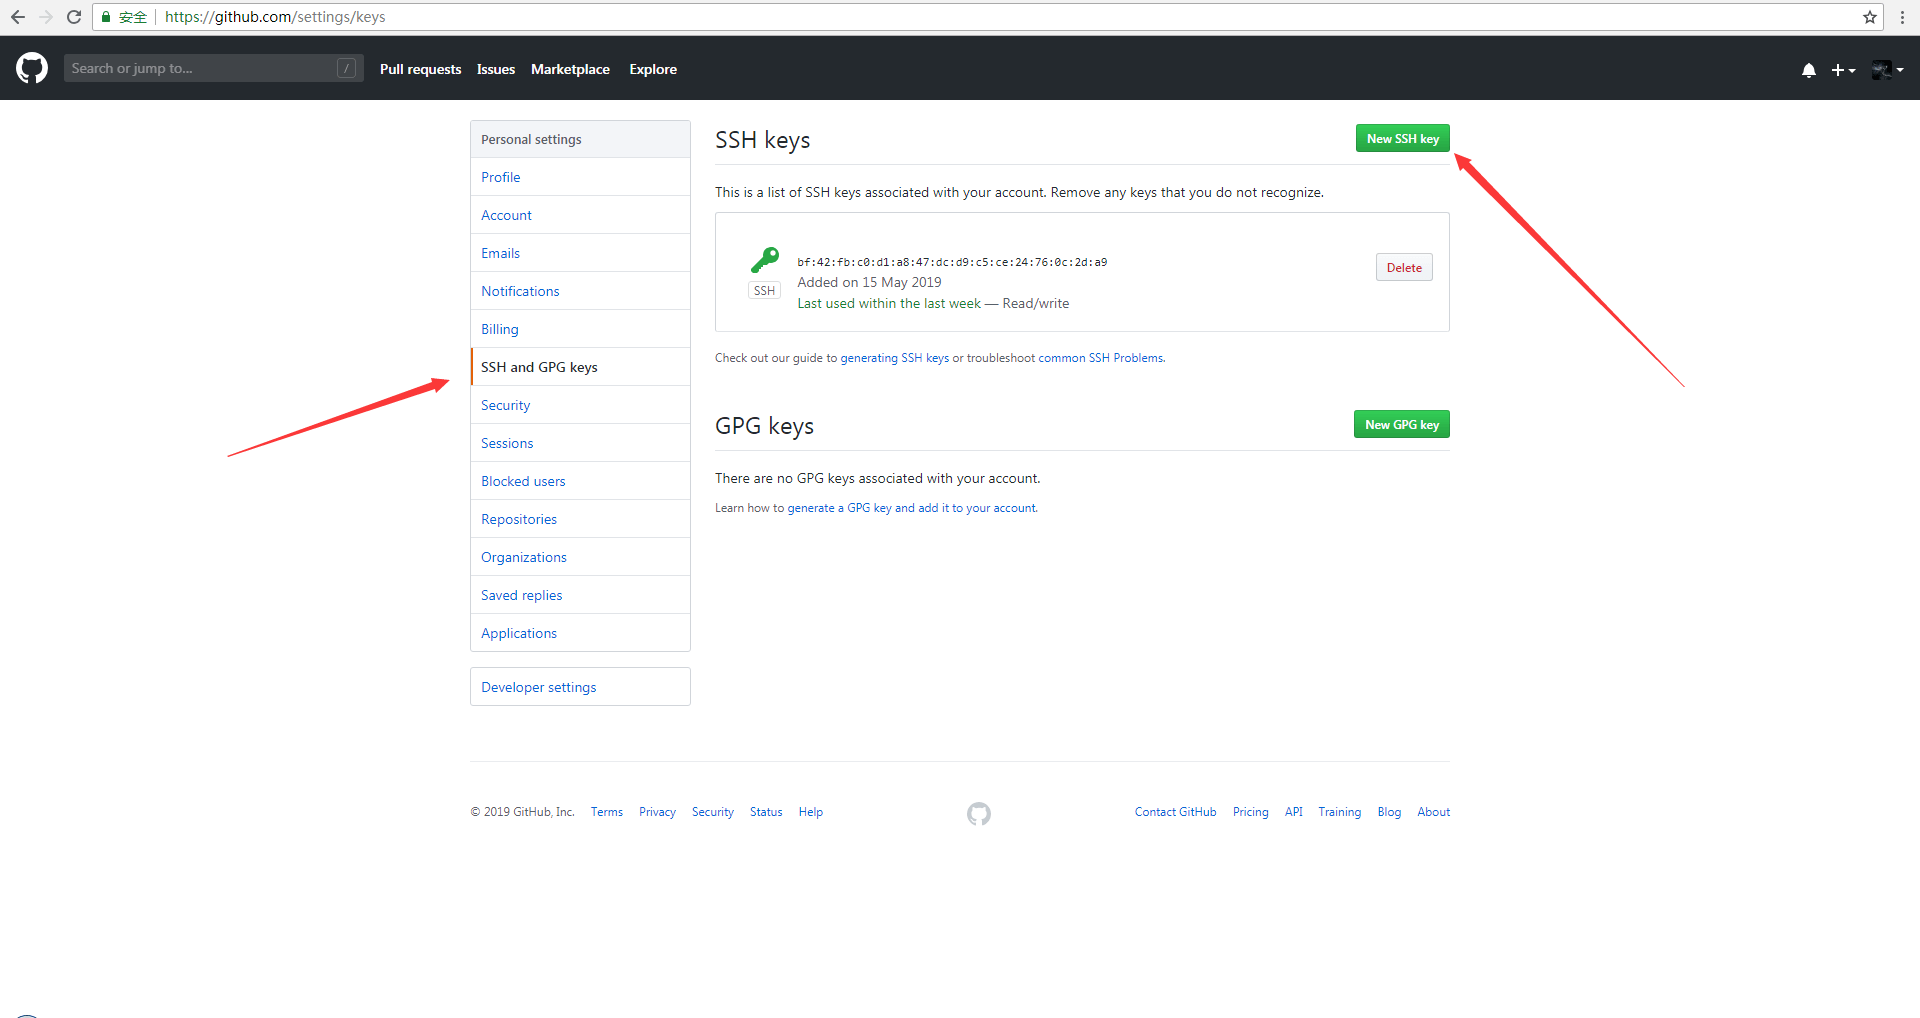 安全 https://github.com/settings/keys
Search or jump to... / Pull requests Issues Marketplace Explore
Personal settings
Profile
Account
Emails
Notifications
Billing
SSH and GPG keys
Security
Sessions
Blocked users
Repositories
Organizations
Saved replies
Applications
Developer settings
SSH keys New SSH key
This is a list of SSH keys associated with your account. Remove any keys that you do not recognize.
bf:42:fb:c0:d1:a8:47:dc:d9:c5:ce:24:76:0c:2d:a9
Added on 15 May 2019
Last used within the last week — Read/write
SSH
Delete
Check out our guide to generating SSH keys or troubleshoot common SSH Problems.
GPG keys New GPG key
There are no GPG keys associated with your account.
Learn how to generate a GPG key and add it to your account.
© 2019 GitHub, Inc. Terms Privacy Security Status Help Contact GitHub Pricing API Training Blog About